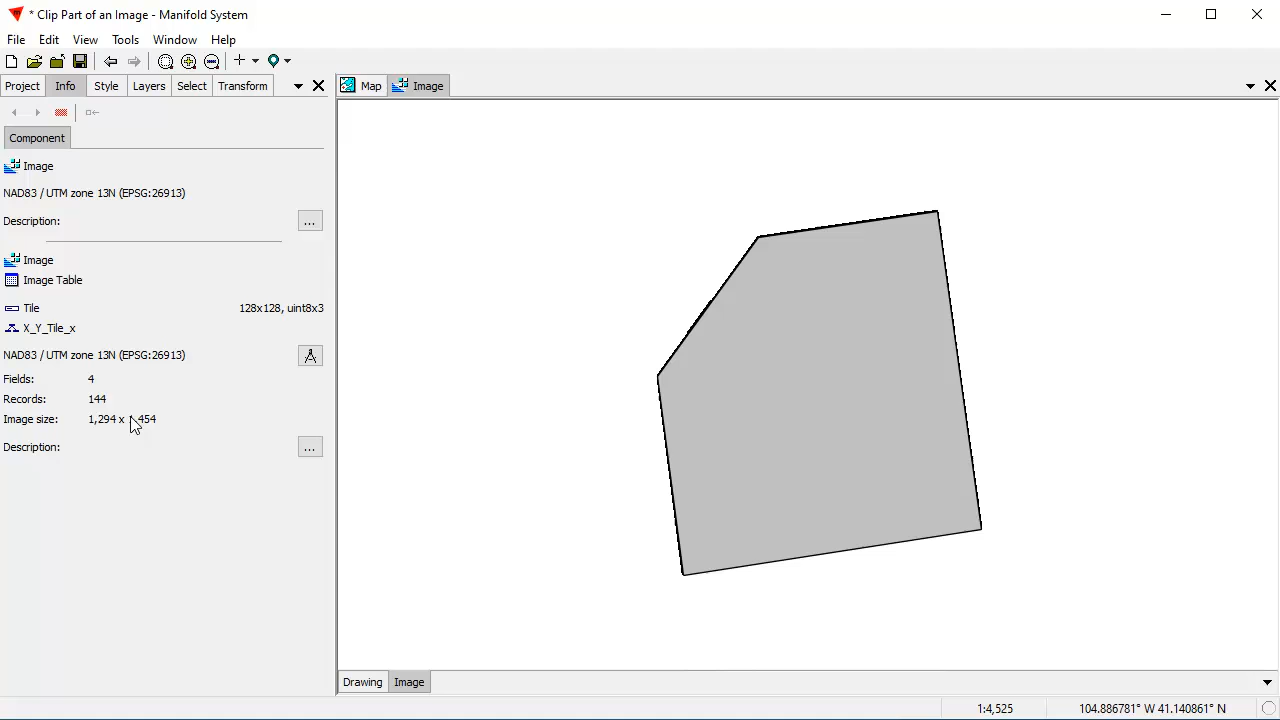 * Clip Part of an Image - Manifold System
File Edit View Tools Window Help
Project Info Style Layers Select Transform
Map Image
Component
Image
NAD83 / UTM zone 13N (EPSG:26913)
Description: ...
Image
Image Table
Tile 128x128, uint8x3
X_Y_Tile_x
NAD83 / UTM zone 13N (EPSG:26913)
Fields: 4
Records: 144
Image size: 1,294 x 454
Description: ...
Drawing Image
1:4,525 104.886781° W 41.140861° N